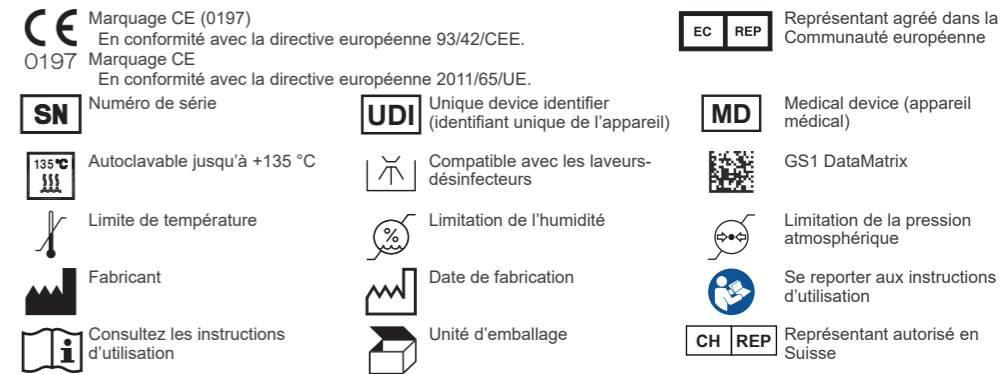 Marquage CE (0197)
En conformité avec la directive européenne 93/42/CEE.
0197
Marquage CE
En conformité avec la directive européenne 2011/65/UE.
EC REP
Représentant agréé dans la
Communauté européenne
SN
Numéro de série
UDI
Unique device identifier
(identifiant unique de l’appareil)
MD
Medical device (appareil
médical)
135 °C
Autoclavable jusqu’à +135 °C
Compatible avec les laveurs-
désinfecteurs
GS1 DataMatrix
Limite de température
%
Limitation de l’humidité
Limitation de la pression
atmosphérique
Fabricant
Date de fabrication
Se reporter aux instructions
d’utilisation
i
Consultez les instructions
d’utilisation
Unité d’emballage
CH REP
Représentant autorisé en
Suisse